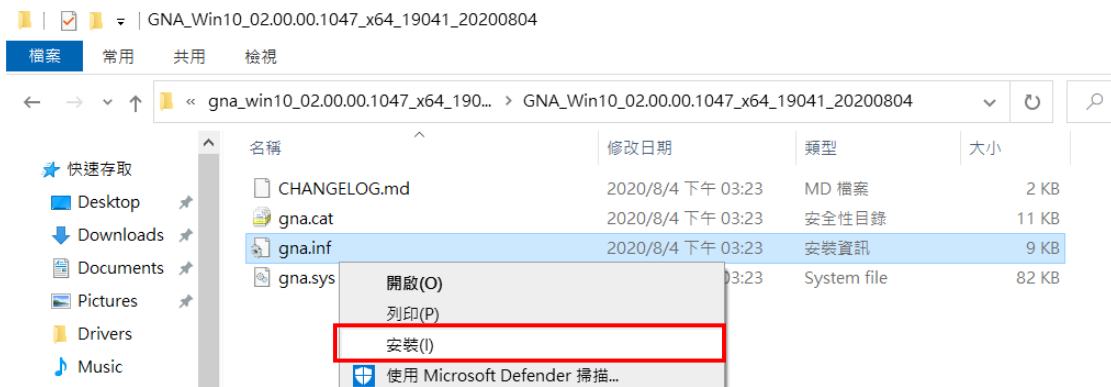 GNA_Win10_02.00.00.1047_x64_19041_20200804
檔案 常用 共用 檢視
« gna_win10_02.00.00.1047_x64_190... > GNA_Win10_02.00.00.1047_x64_19041_20200804
快速存取
Desktop
Downloads
Documents
Pictures
Drivers
Music
名稱 修改日期 類型 大小
CHANGELOG.md 2020/8/4 下午 03:23 MD 檔案 2 KB
gna.cat 2020/8/4 下午 03:23 安全性目錄 11 KB
gna.inf 2020/8/4 下午 03:23 安裝資訊 9 KB
gna.sys 03:23 System file 82 KB
開啟(O)
列印(P)
安裝(I)
使用 Microsoft Defender 掃描...